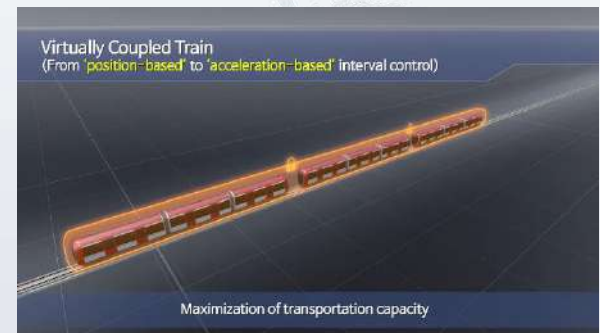 Virtually Coupled Train
(From 'position-based' to 'acceleration-based' interval control)
Maximization of transportation capacity